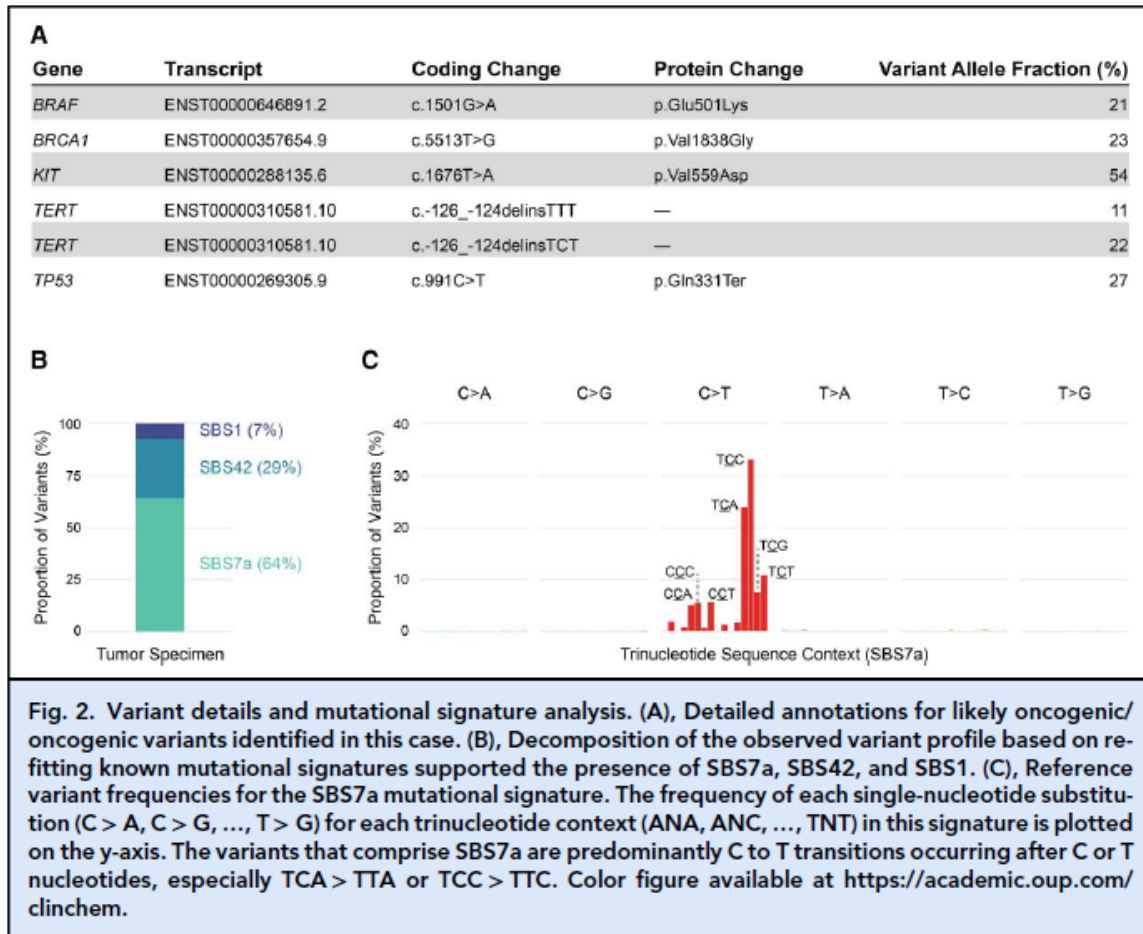 A
Gene Transcript Coding Change Protein Change Variant Allele Fraction (%)
BRAF ENST00000646891.2 c.1501G>A p.Glu501Lys 21
BRCA1 ENST00000357654.9 c.5513T>G p.Val1838Gly 23
KIT ENST00000288135.6 c.1676T>A p.Val559Asp 54
TERT ENST00000310581.10 c.-126_-124delinsTTT — 11
TERT ENST00000310581.10 c.-126_-124delinsTCT — 22
TP53 ENST00000269305.9 c.991C>T p.Gln331Ter 27
B
Proportion of Variants (%)
100
75
50
25
0
SBS1 (7%)
SBS42 (29%)
SBS7a (64%)
Tumor Specimen
C
C>A C>G C>T T>A T>C T>G
Proportion of Variants (%)
40
30
20
10
0
TCC
TCA
TCG
CCC
TCT
CCA
CCT
Trinucleotide Sequence Context (SBS7a)
Fig. 2. Variant details and mutational signature analysis. (A), Detailed annotations for likely oncogenic/
oncogenic variants identified in this case. (B), Decomposition of the observed variant profile based on re-
fitting known mutational signatures supported the presence of SBS7a, SBS42, and SBS1. (C), Reference
variant frequencies for the SBS7a mutational signature. The frequency of each single-nucleotide substitu-
tion (C > A, C > G, ..., T > G) for each trinucleotide context (ANA, ANC, ..., TNT) in this signature is plotted
on the y-axis. The variants that comprise SBS7a are predominantly C to T transitions occurring after C or T
nucleotides, especially TCA > TTA or TCC > TTC. Color figure available at https://academic.oup.com/
clinchem.